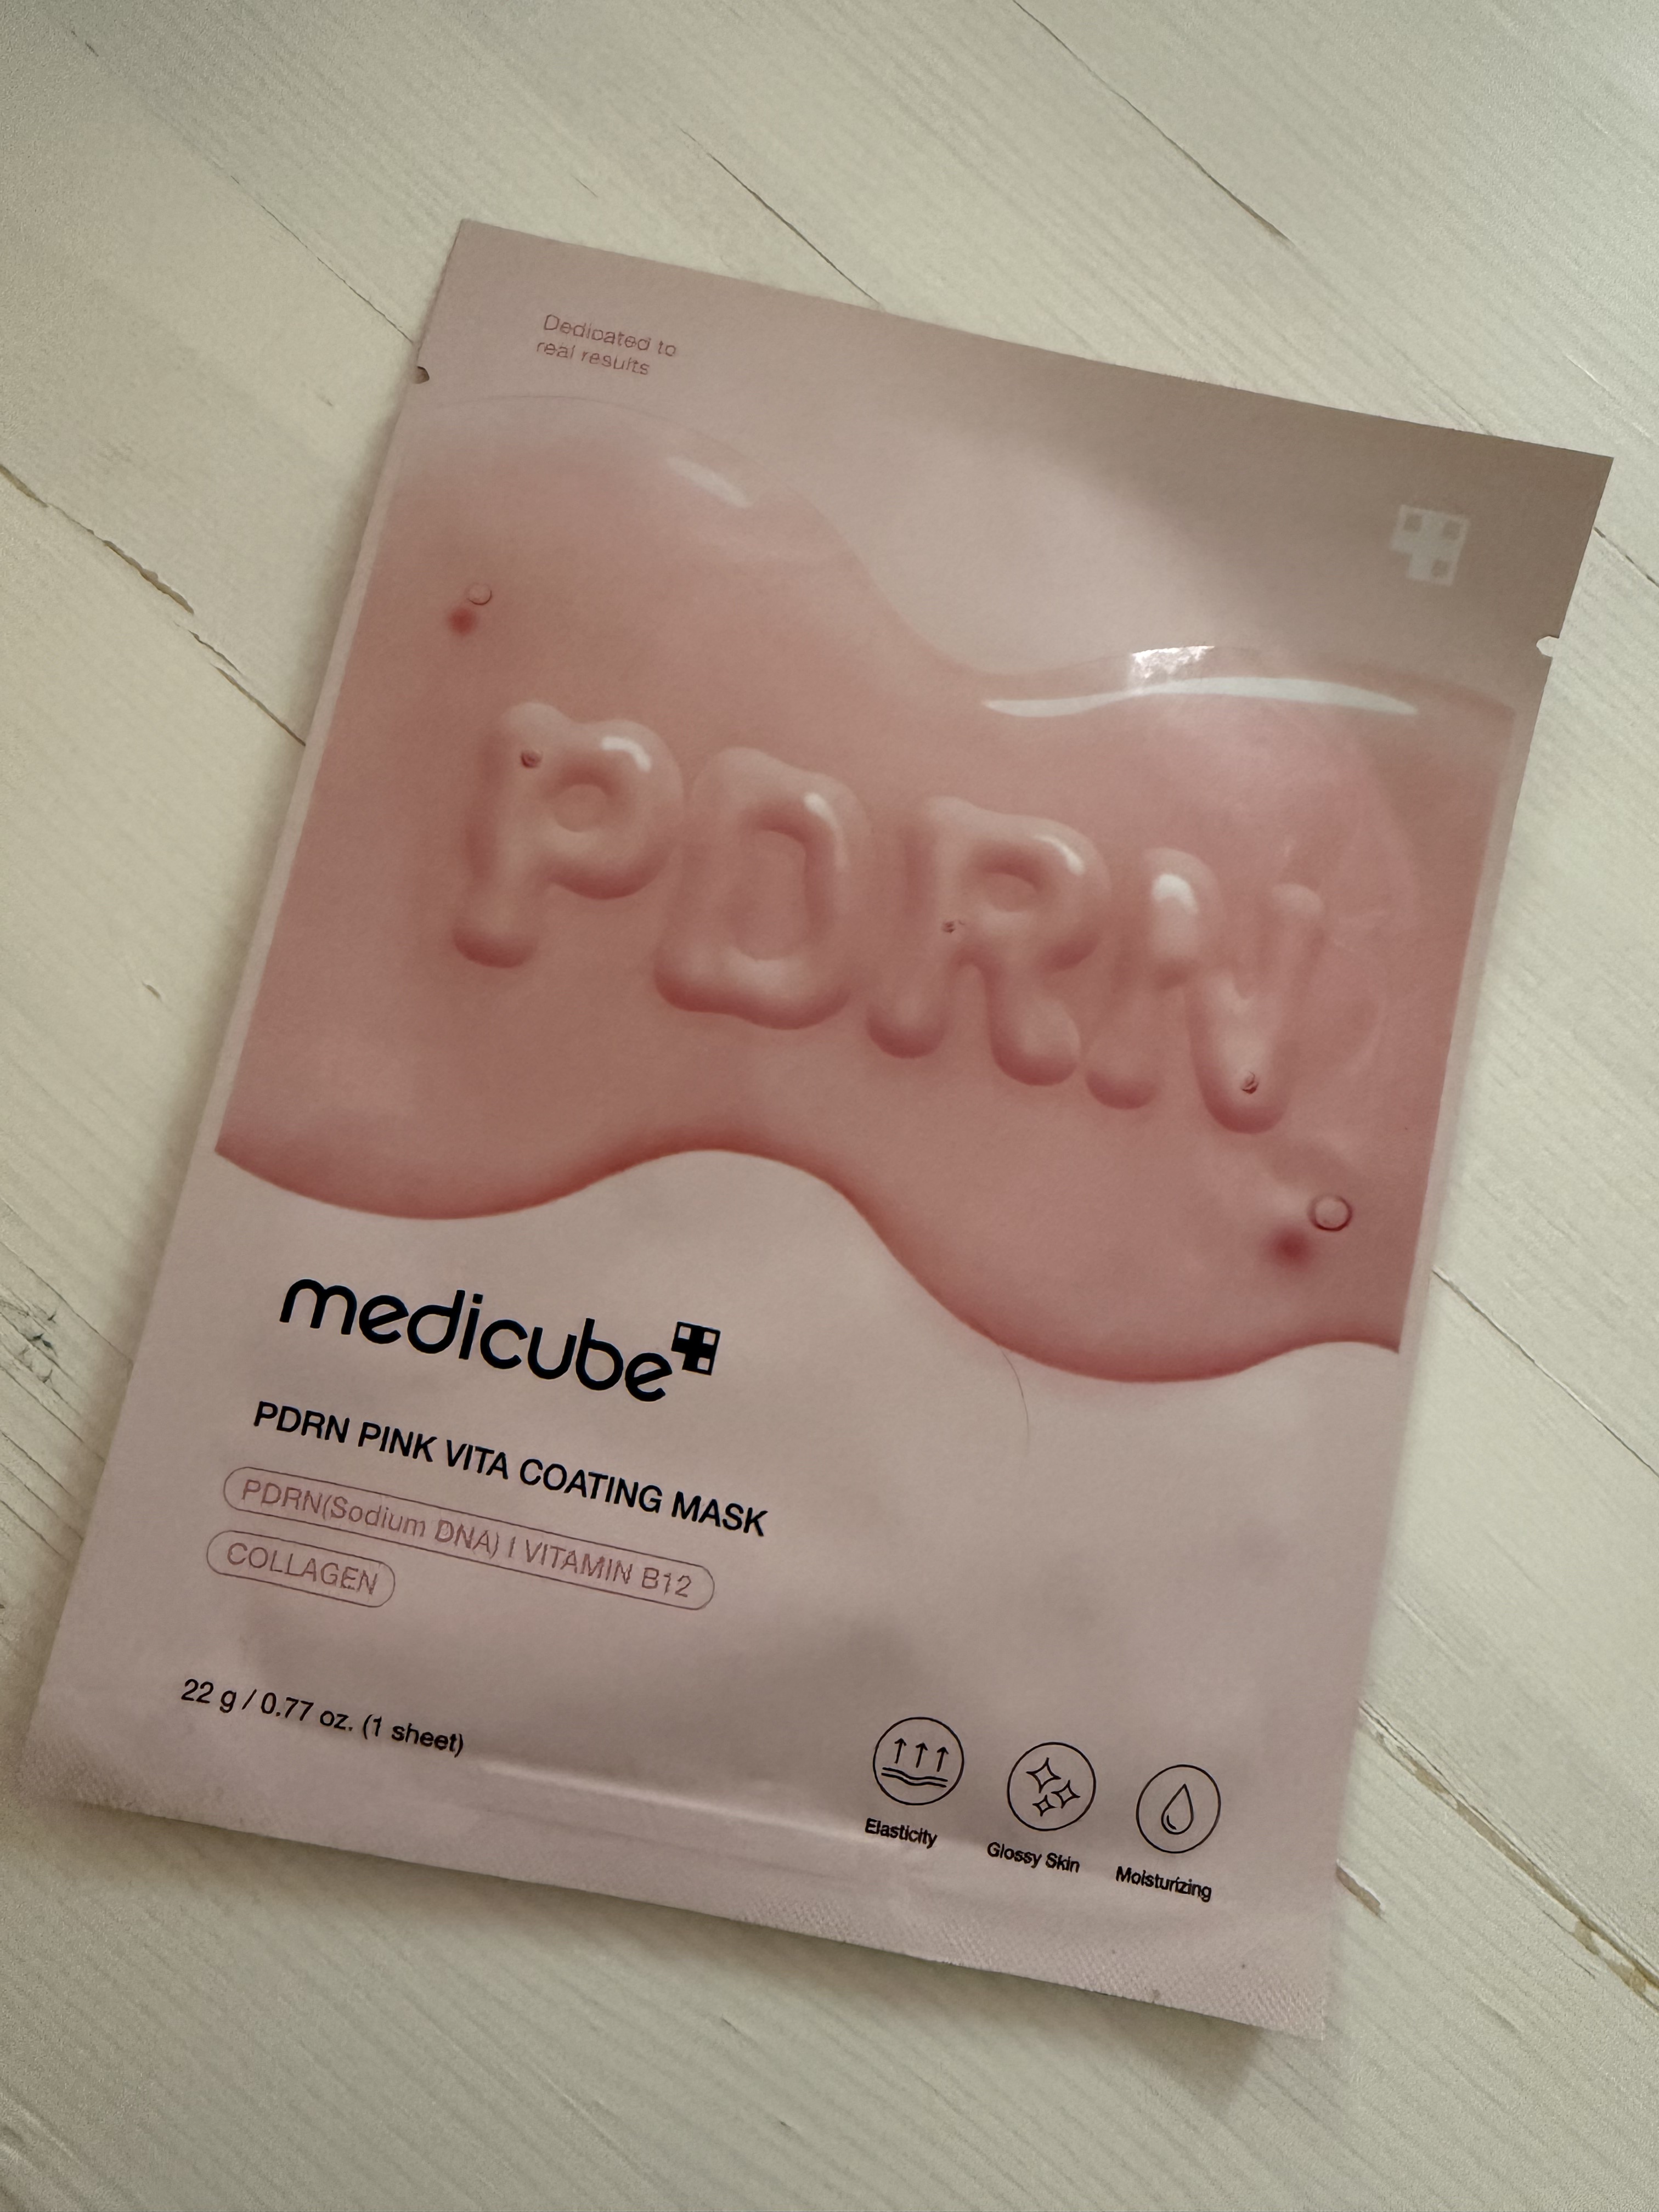 Dedicated to
real results
PDRN
medicube
PDRN PINK VITA COATING MASK
PDRN(Sodium DNA) I VITAMIN B12
COLLAGEN
22 g / 0.77 oz. (1 sheet)
Elasticity
Glossy Skin
Moisturizing